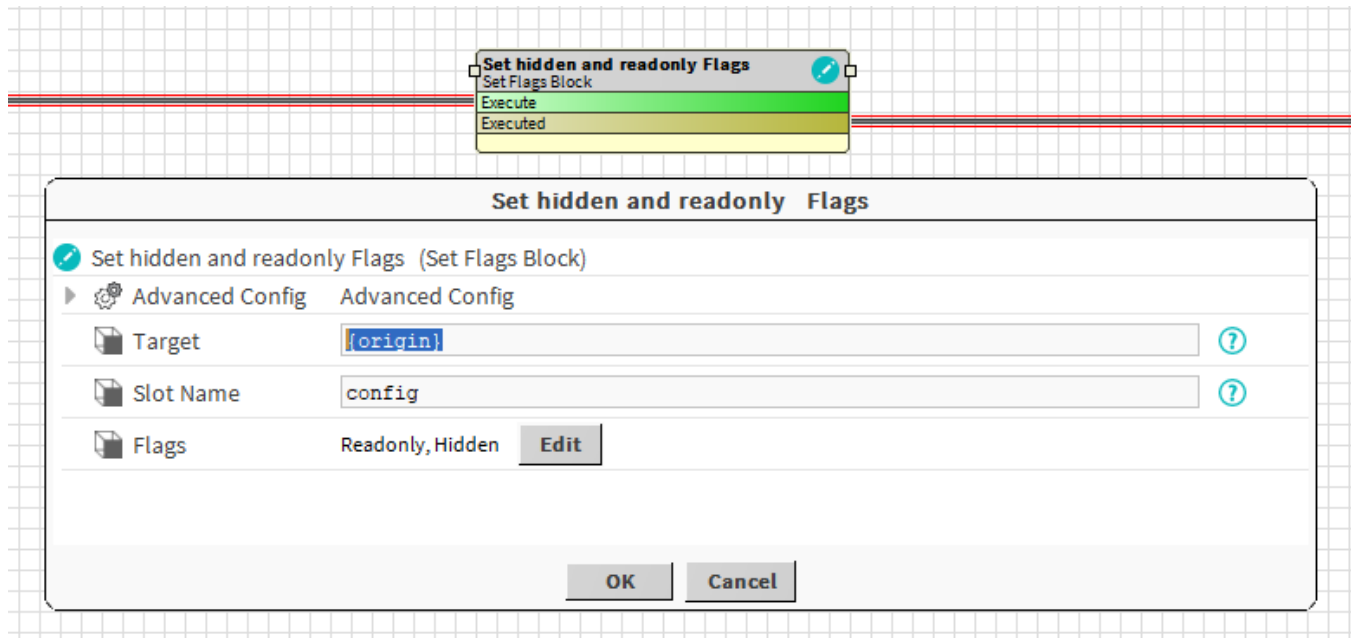 Set hidden and readonly Flags
Set Flags Block
Execute
Executed
Set hidden and readonly Flags
Set hidden and readonly Flags (Set Flags Block)
Advanced Config Advanced Config
Target {origin} ?
Slot Name config ?
Flags Readonly, Hidden Edit
OK Cancel